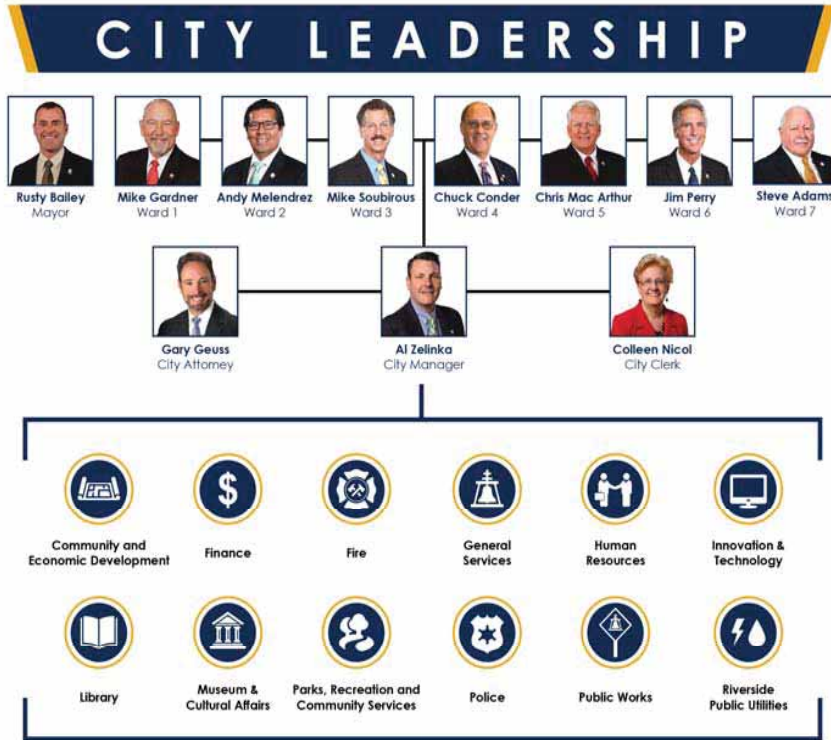 CITY LEADERSHIP
Rusty Bailey
Mayor
Mike Gardner
Ward 1
Andy Melendrez
Ward 2
Mike Soubirous
Ward 3
Chuck Conder
Ward 4
Chris Mac Arthur
Ward 5
Jim Perry
Ward 6
Steve Adams
Ward 7
Gary Geuss
City Attorney
Al Zelinka
City Manager
Colleen Nicol
City Clerk
Community and
Economic Development
$
Finance
Fire
General
Services
Human
Resources
Innovation &
Technology
Library
Museum &
Cultural Affairs
Parks, Recreation and
Community Services
Police
Public Works
Riverside
Public Utilities